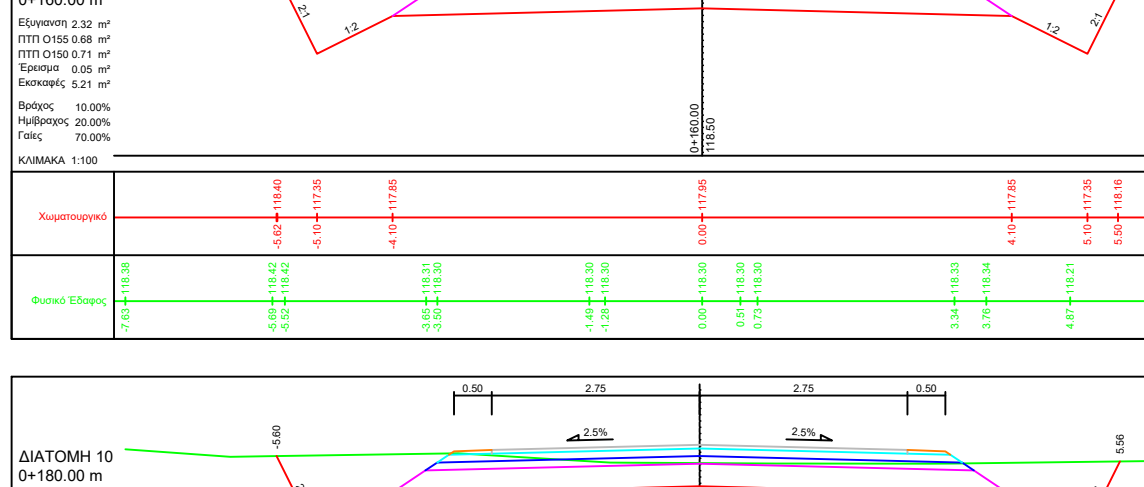 0+160.00 m
Εξυγιανση 2.32 m²
ΠΤΠ Ο155 0.68 m²
ΠΤΠ Ο150 0.71 m²
Έρεισμα 0.05 m²
Εκσκαφές 5.21 m²
Βράχος 10.00%
Ημίβραχος 20.00%
Γαίες 70.00%
ΚΛΙΜΑΚΑ 1:100
2:1
1:2
1:2
2:1
0+160.00
118.50
Χωματουργικό
118.40 117.35 117.85 117.95 117.85 117.35 118.16
-5.62 -5.10 -4.10 0.00 4.10 5.10 5.50
Φυσικό Έδαφος
118.38 118.42 118.42 118.31 118.30 118.30 118.30 118.30 118.30 118.30 118.33 118.34 118.21
-7.63 -5.69 -5.52 -3.65 -3.50 -1.49 -1.28 0.00 0.51 0.73 3.34 3.76 4.87
0.50 2.75 2.75 0.50
2.5% 2.5%
-5.60
5.56
ΔΙΑΤΟΜΗ 10
0+180.00 m